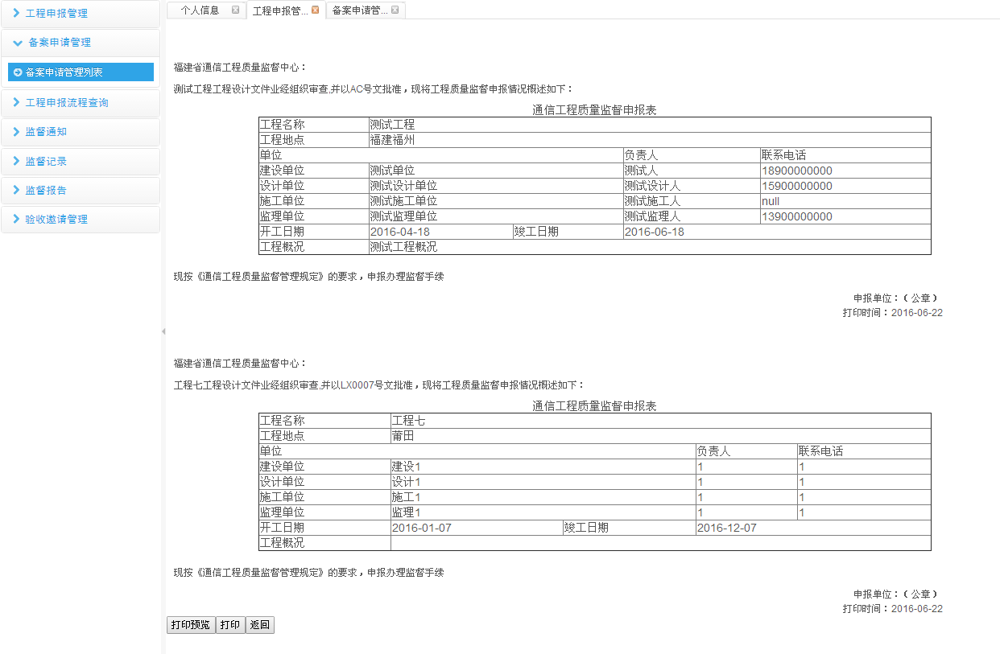 工程申报管理
备案申请管理
备案申请管理列表
工程申报流程查询
监督通知
监督记录
监督报告
验收邀请管理
个人信息 工程申报管... 备案申请管...
福建省通信工程质量监督中心：
测试工程工程设计文件业经组织审查,并以AC号文批准，现将工程质量监督申报情况概述如下：
通信工程质量监督申报表
工程名称 测试工程
工程地点 福建福州
单位 负责人 联系电话
建设单位 测试单位 测试人 18900000000
设计单位 测试设计单位 测试设计人 15900000000
施工单位 测试施工单位 测试施工人 null
监理单位 测试监理单位 测试监理人 13900000000
开工日期 2016-04-18 竣工日期 2016-06-18
工程概况 测试工程概况
现按《通信工程质量监督管理规定》的要求，申报办理监督手续
申报单位：（公章）
打印时间：2016-06-22
福建省通信工程质量监督中心：
工程七工程设计文件业经组织审查,并以LX0007号文批准，现将工程质量监督申报情况概述如下：
通信工程质量监督申报表
工程名称 工程七
工程地点 莆田
单位 负责人 联系电话
建设单位 建设1 1 1
设计单位 设计1 1 1
施工单位 施工1 1 1
监理单位 监理1 1 1
开工日期 2016-01-07 竣工日期 2016-12-07
工程概况
现按《通信工程质量监督管理规定》的要求，申报办理监督手续
申报单位：（公章）
打印时间：2016-06-22
打印预览 打印 返回